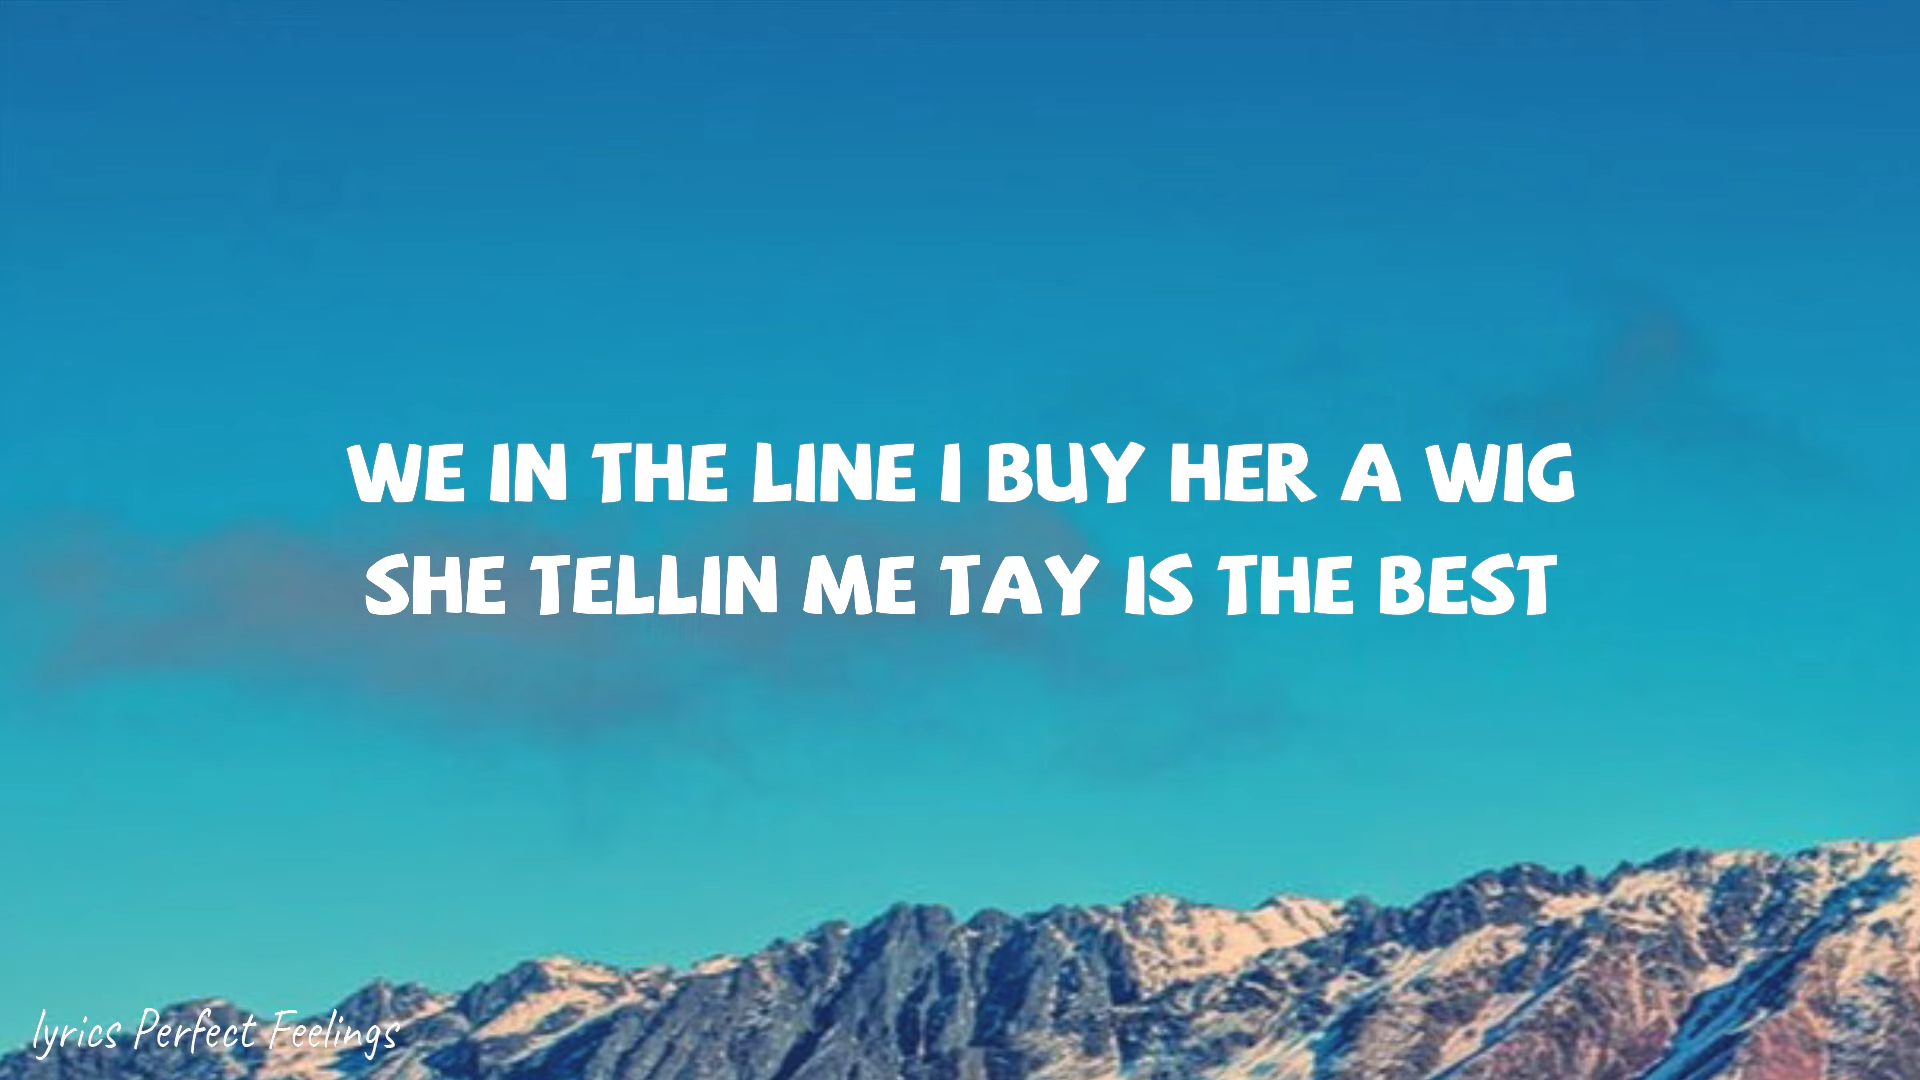 WE IN THE LINE I BUY HER A WIG
SHE TELLIN ME TAY IS THE BEST
lyrics Perfect Feelings